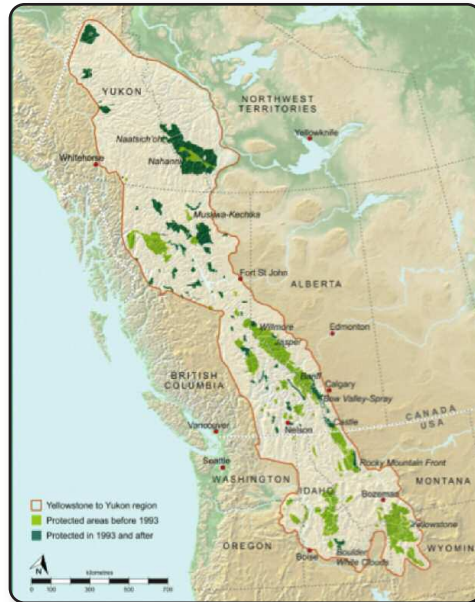 YUKON
NORTHWEST
TERRITORIES
Naatsich'oh
Yellowknife
Nahanni
Whitehorse
Muskwa-Kechika
Fort St John
ALBERTA
Willmore
Jasper
Edmonton
BRITISH
COLUMBIA
Banff
Calgary
Bow Valley-Spray
Vancouver
Nelson
Castle
CANADA
USA
Seattle
WASHINGTON
Rocky Mountain Front
IDAHO
MONTANA
Bozeman
Yellowstone
OREGON
Boise
Boulder
White Clouds
WYOMIN
Yellowstone to Yukon region
Protected areas before 1993
Protected in 1993 and after
N
kilometres
0 100 200 300 400 500 600 700